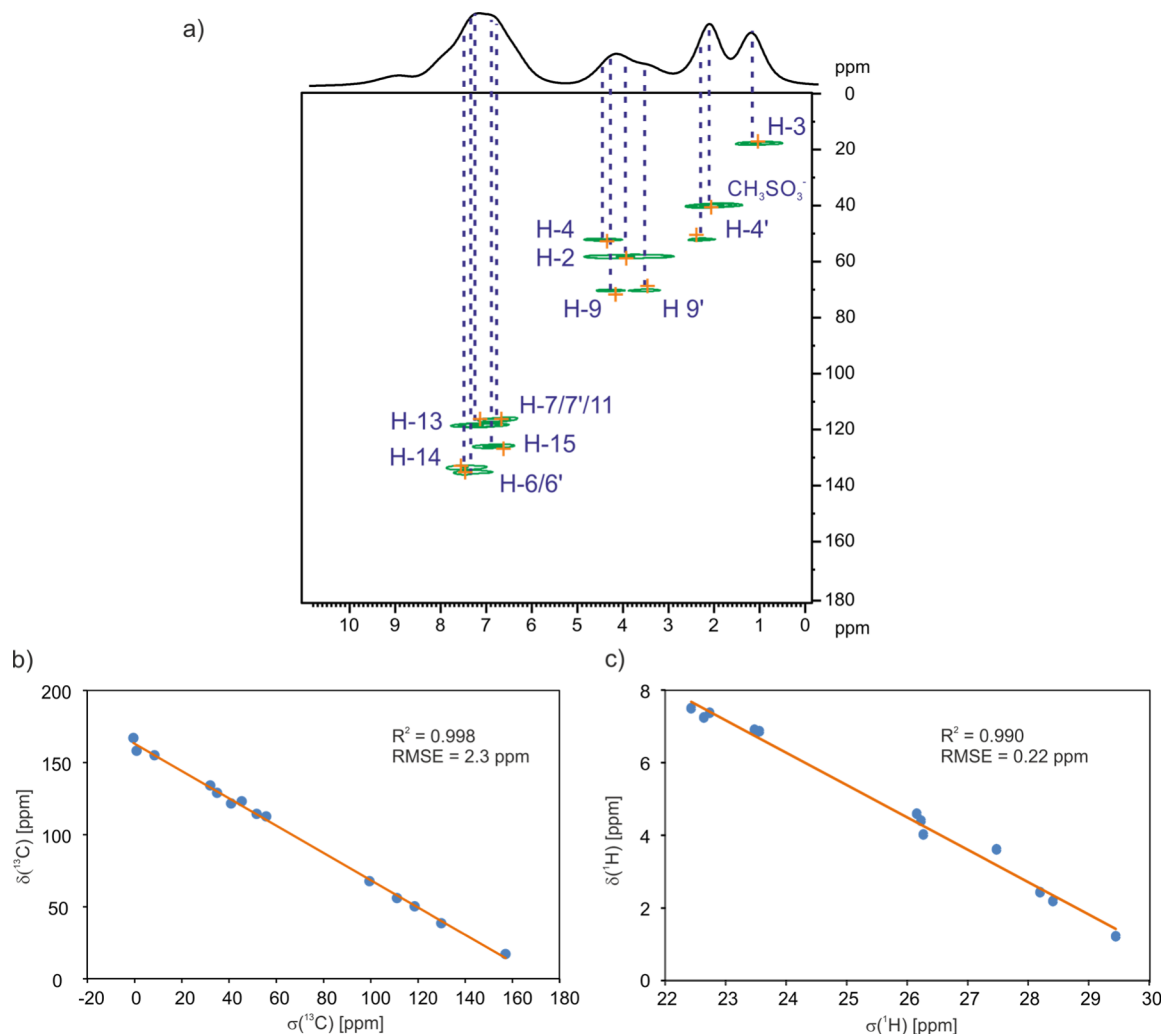 a)
ppm
0
H-3
20
CH₃SO₃⁻
40
H-4
H-4'
H-2
60
H-9
H 9'
80
100
H-7/7'/11
H-13
120
H-15
H-14
140
H-6/6'
160
180
10 9 8 7 6 5 4 3 2 1 0 ppm
b)
200
150
100
50
0
-20 0 20 40 60 80 100 120 140 160 180
R² = 0.998
RMSE = 2.3 ppm
δ(¹³C) [ppm]
σ(¹³C) [ppm]
c)
8
6
4
2
0
22 23 24 25 26 27 28 29 30
R² = 0.990
RMSE = 0.22 ppm
δ(¹H) [ppm]
σ(¹H) [ppm]